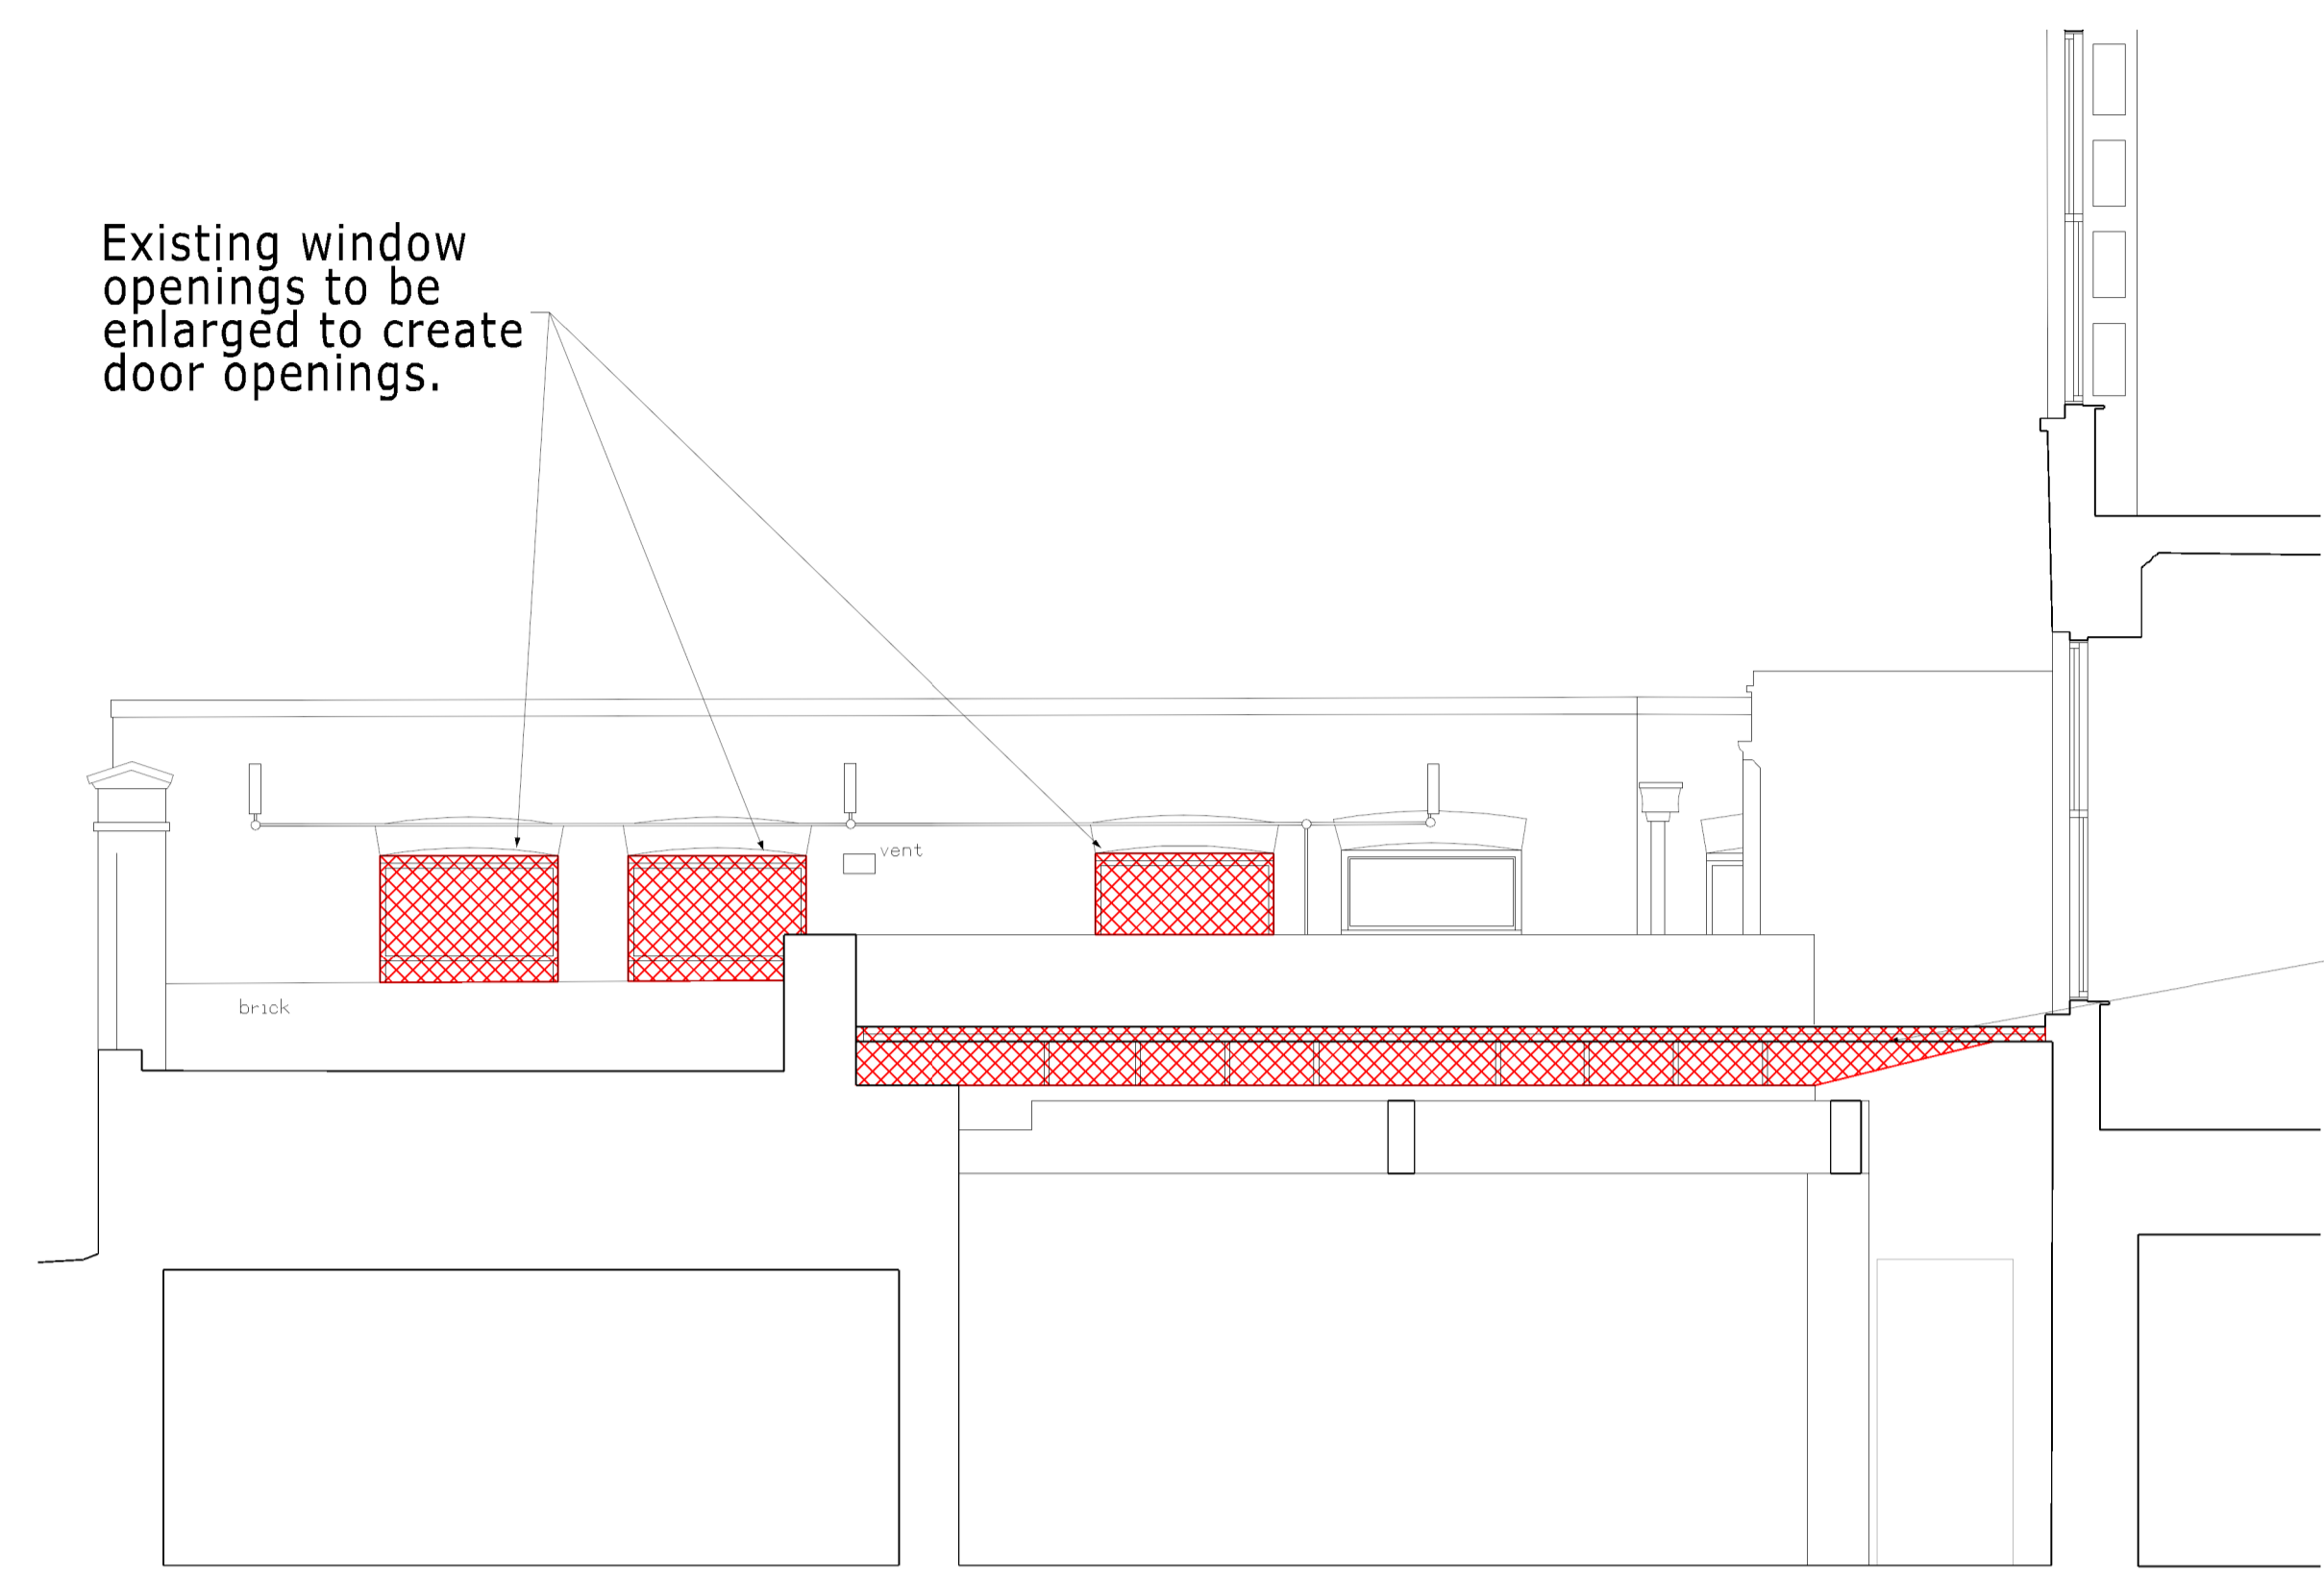 Existing window
openings to be
enlarged to create
door openings.
vent
brick